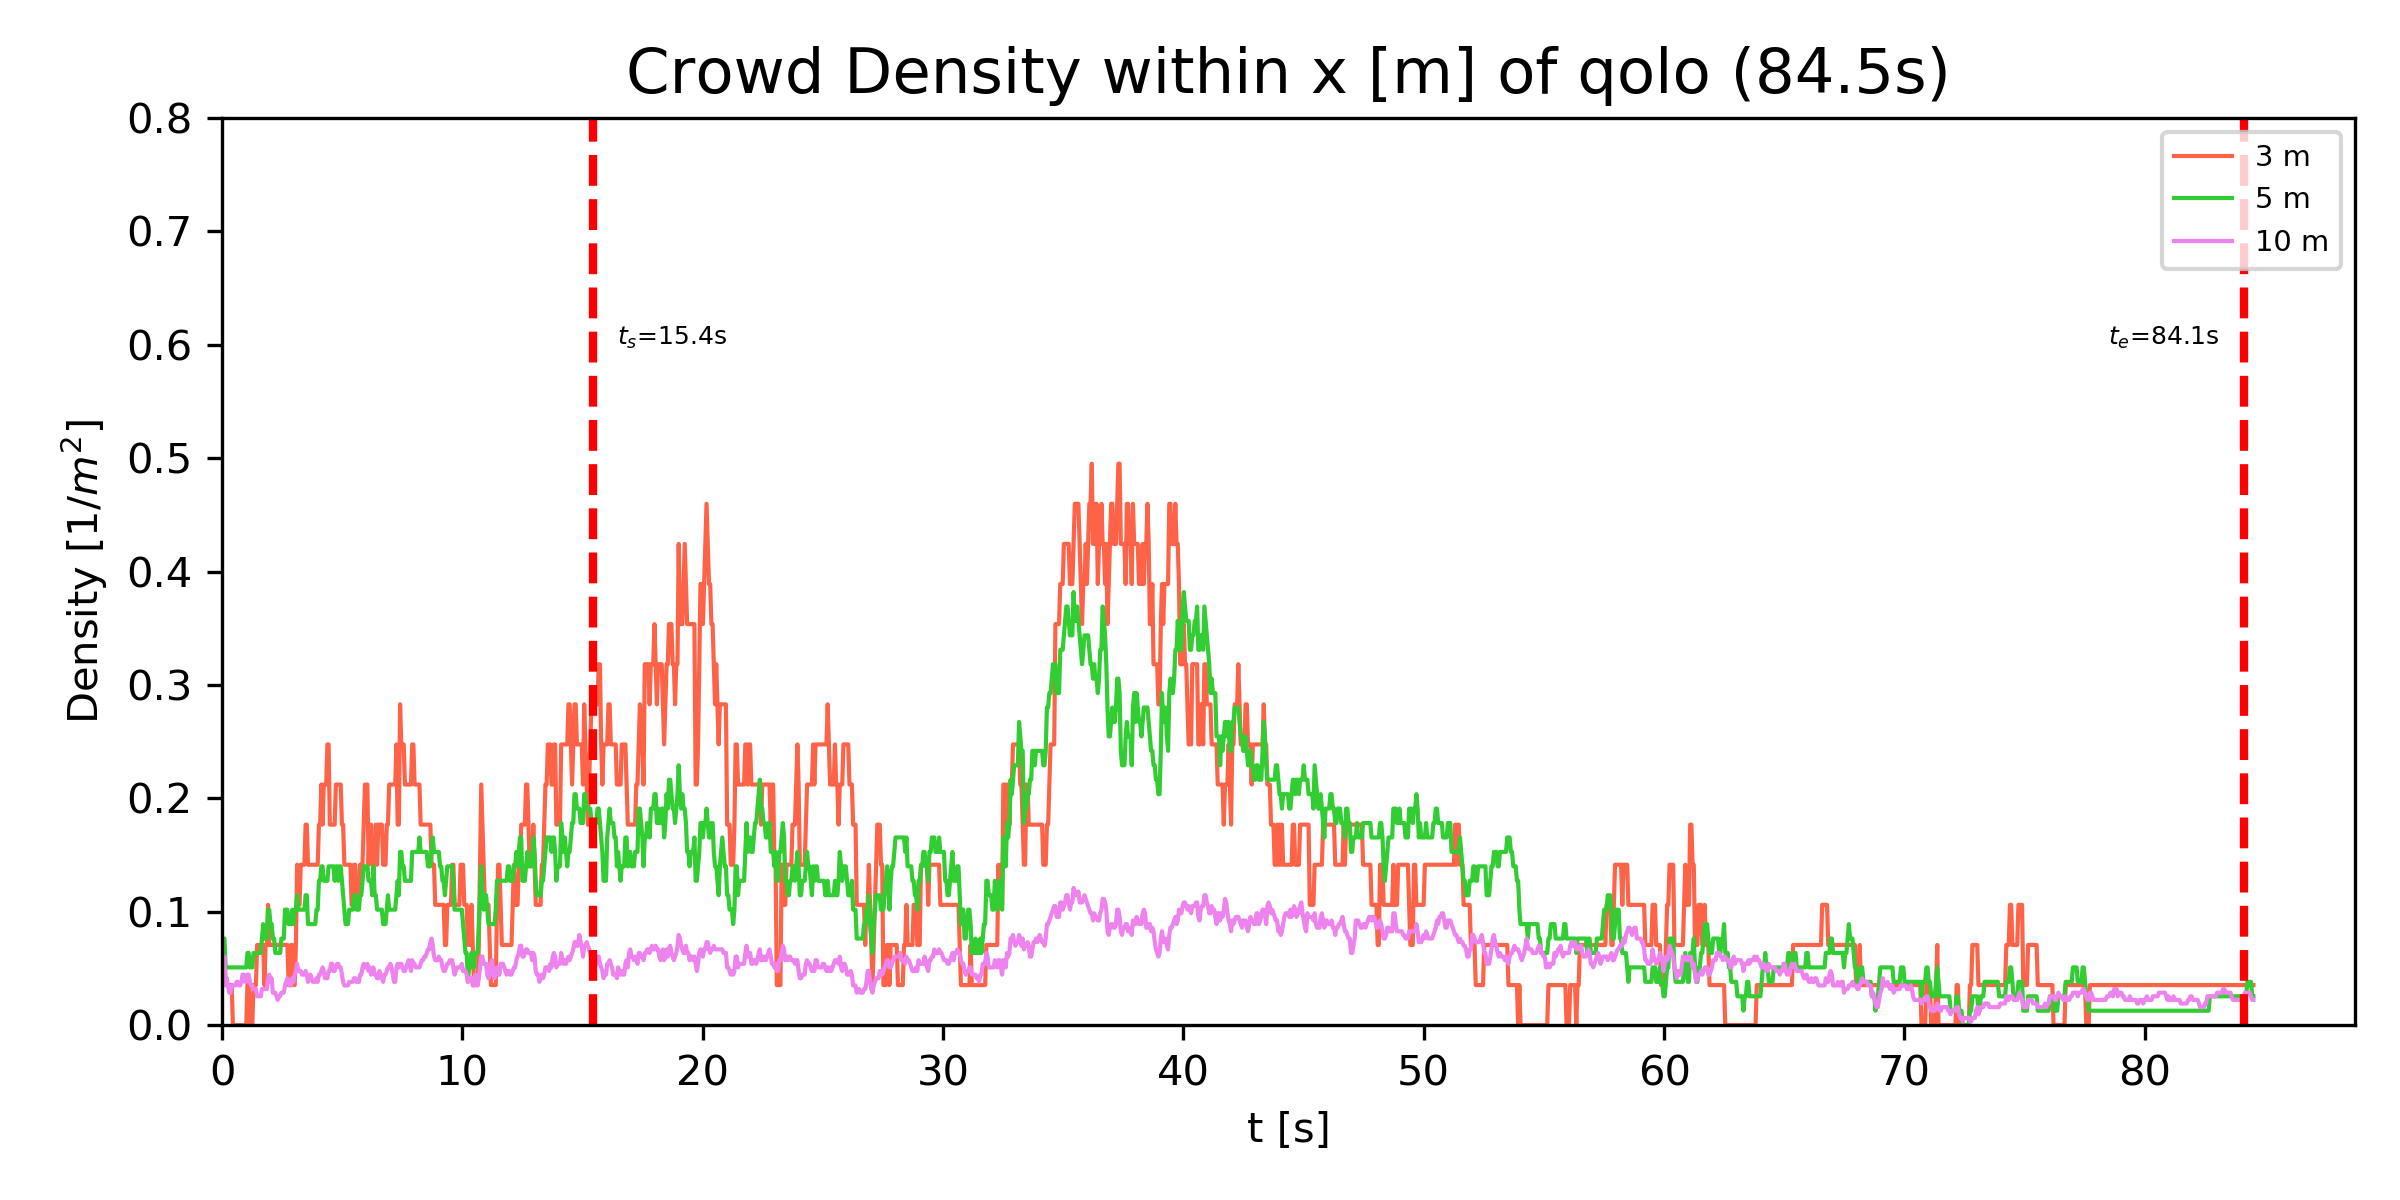 Crowd Density within x [m] of qolo (84.5s)
0.8
0.7
0.6
0.5
0.4
0.3
0.2
0.1
0.0
Density [1/m²]
3 m
5 m
10 m
tₛ=15.4s
tₑ=84.1s
0 10 20 30 40 50 60 70 80
t [s]